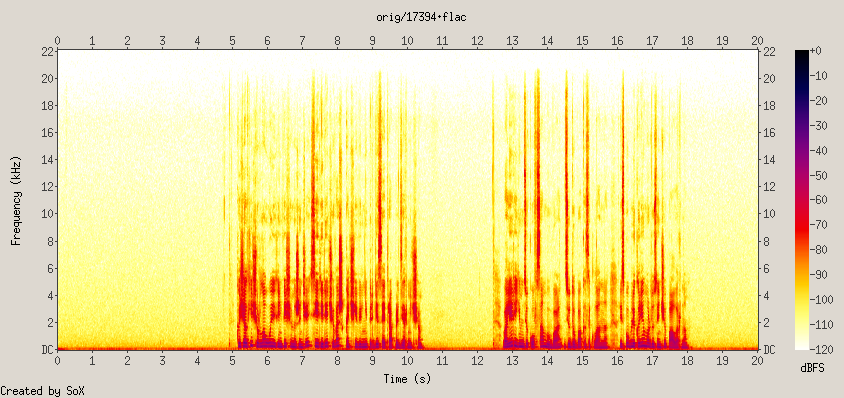 orig/17394.flac
0 1 2 3 4 5 6 7 8 9 10 11 12 13 14 15 16 17 18 19 20
22 22 +0
20 20 -10
18 18 -20
16 16 -30
14 14 -40
12 12 -50
Frequency (kHz)
10 10 -60
8 8 -70
6 6 -80
4 4 -90
2 2 -100
-110
DC DC -120
0 1 2 3 4 5 6 7 8 9 10 11 12 13 14 15 16 17 18 19 20
dBFS
Time (s)
Created by SoX